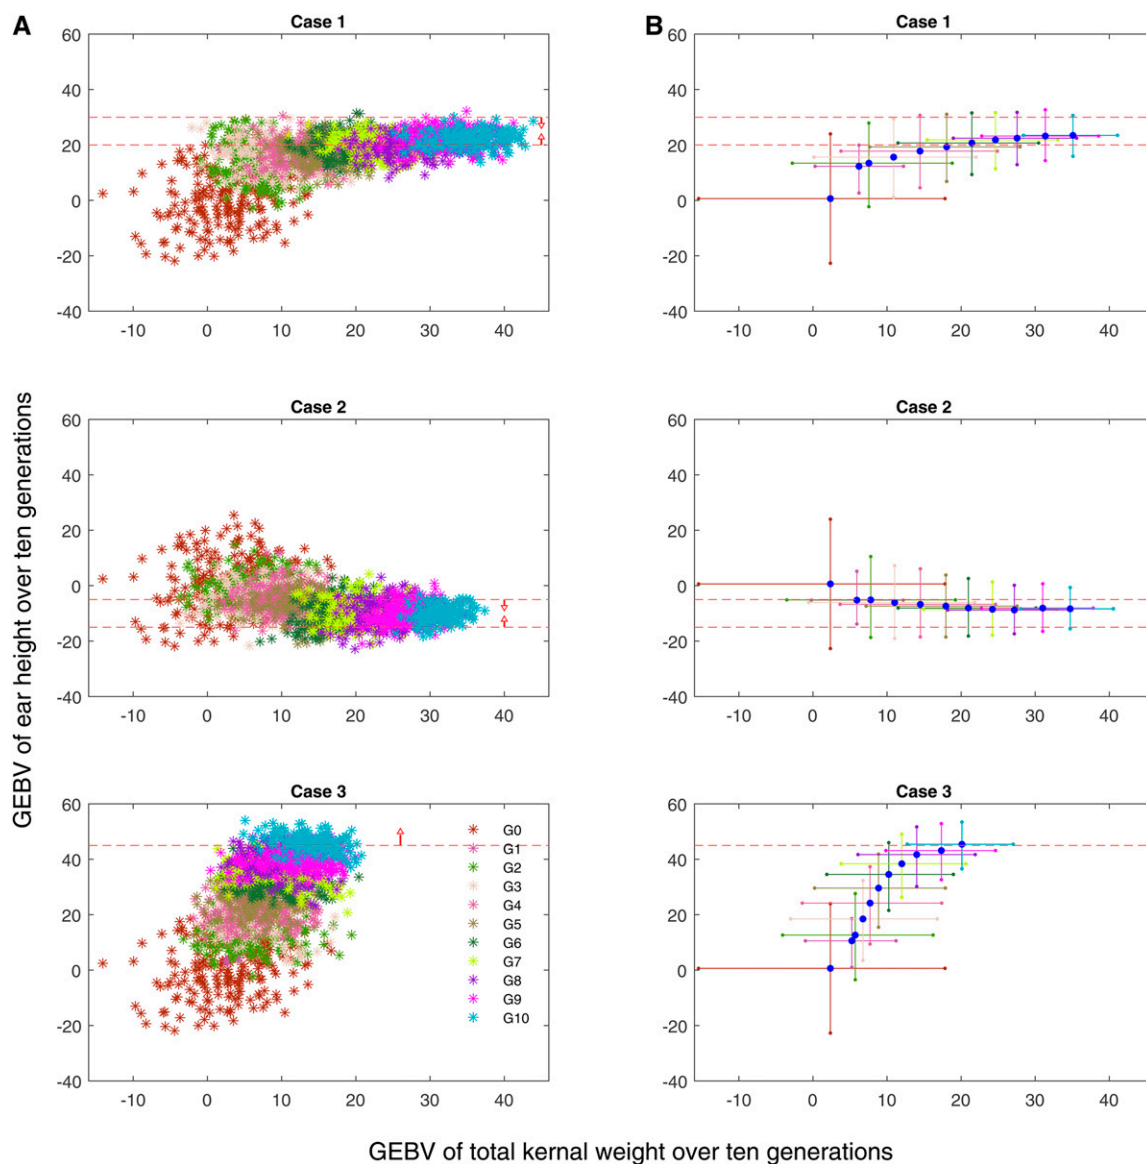 A
Case 1
60
40
20
0
-20
-40
-10 0 10 20 30 40
B
Case 1
60
40
20
0
-20
-40
-10 0 10 20 30 40
GEBV of ear height over ten generations
Case 2
60
40
20
0
-20
-40
-10 0 10 20 30 40
Case 2
60
40
20
0
-20
-40
-10 0 10 20 30 40
Case 3
60
40
20
0
-20
-40
-10 0 10 20 30 40
G0
G1
G2
G3
G4
G5
G6
G7
G8
G9
G10
Case 3
60
40
20
0
-20
-40
-10 0 10 20 30 40
GEBV of total kernal weight over ten generations